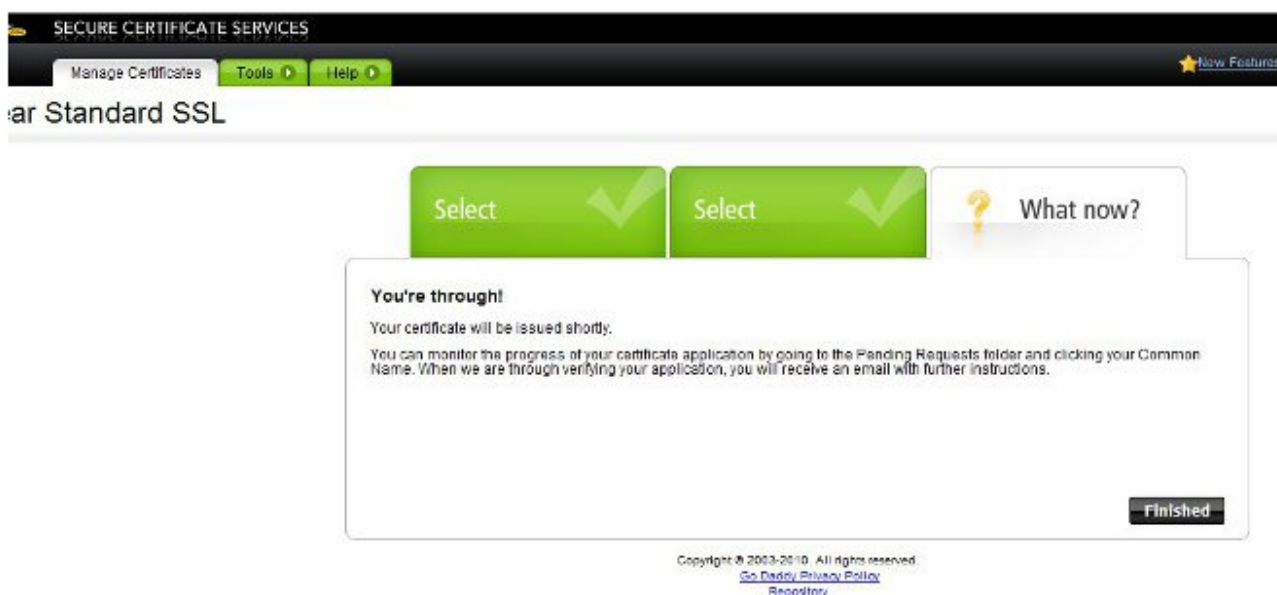 SECURE CERTIFICATE SERVICES
Manage Certificates Tools Help New Features
ear Standard SSL
Select Select ? What now?
You're through!
Your certificate will be issued shortly.
You can monitor the progress of your certificate application by going to the Pending Requests folder and clicking your Common
Name. When we are through verifying your application, you will receive an email with further instructions.
Finished
Copyright © 2003-2010. All rights reserved.
Go Daddy Privacy Policy
Repository